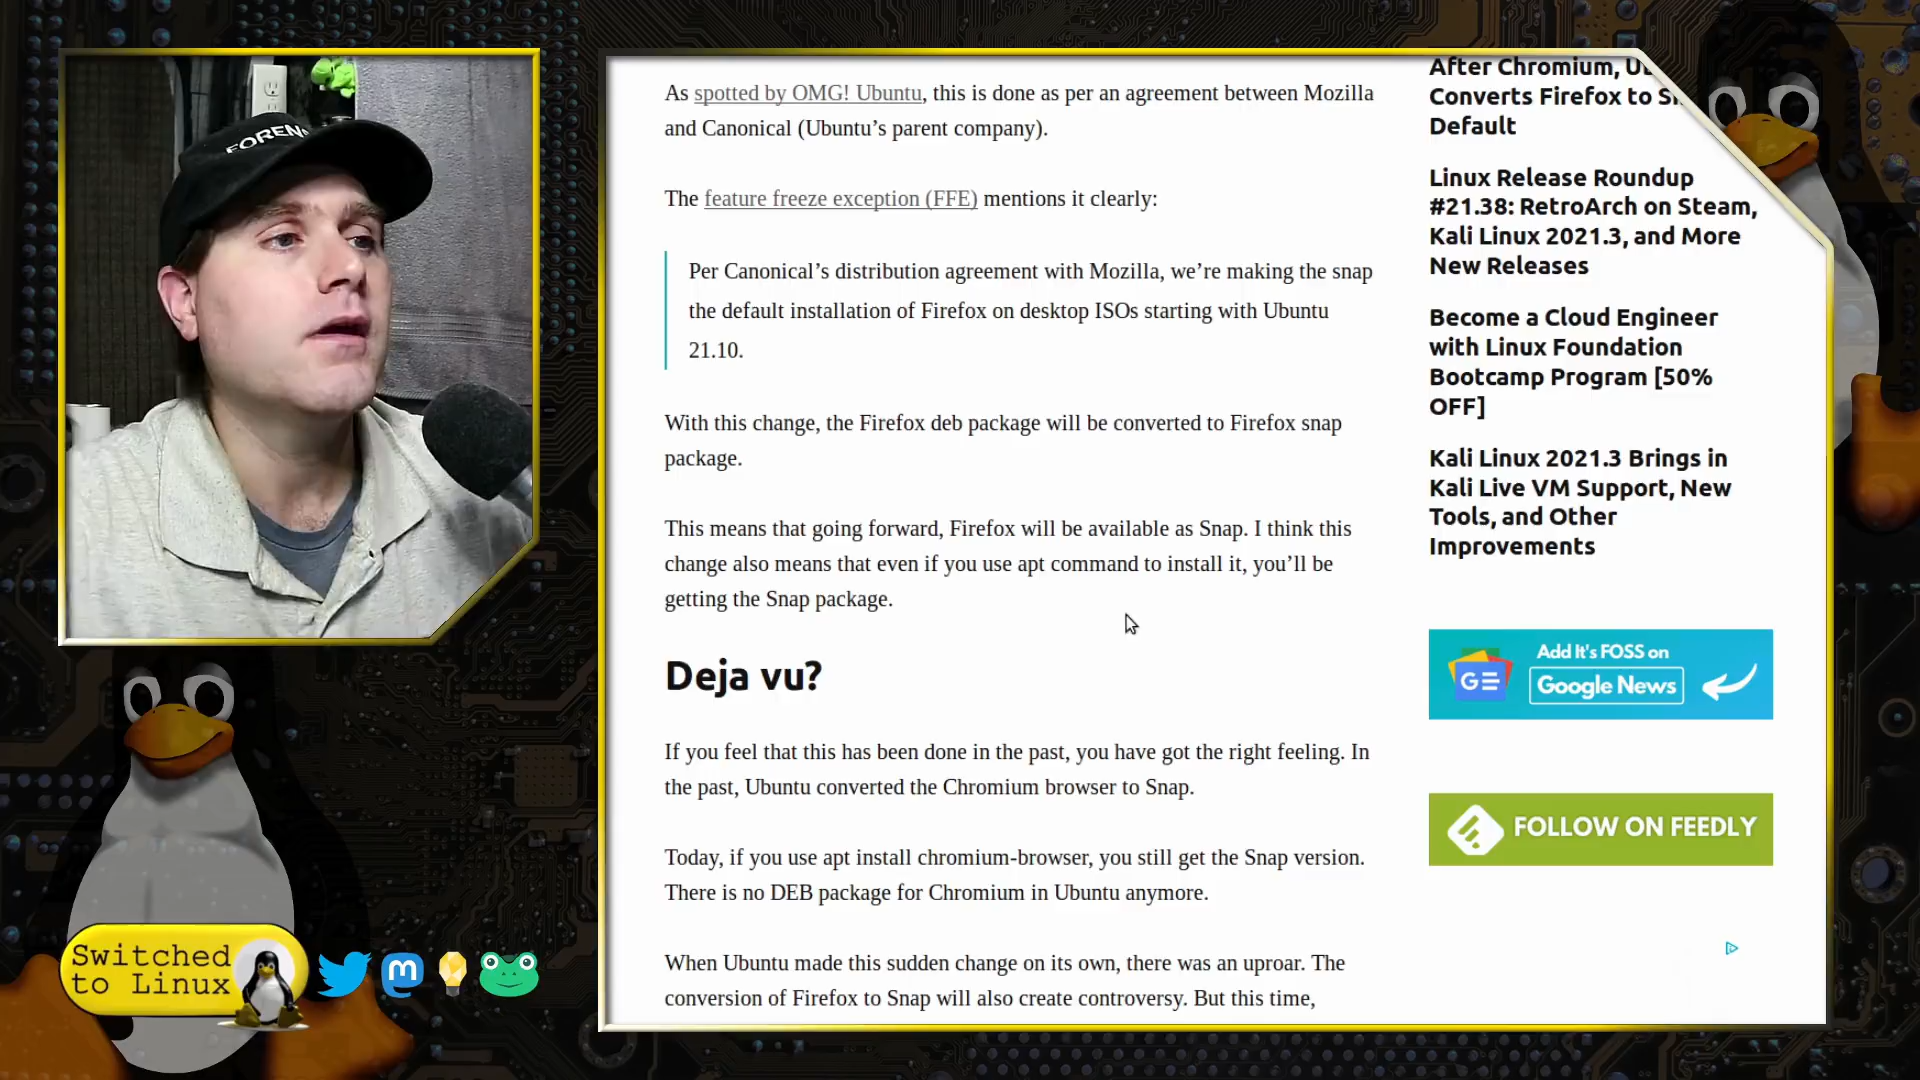 FOREN
As spotted by OMG! Ubuntu, this is done as per an agreement between Mozilla
and Canonical (Ubuntu’s parent company).
The feature freeze exception (FFE) mentions it clearly:
Per Canonical’s distribution agreement with Mozilla, we’re making the snap
the default installation of Firefox on desktop ISOs starting with Ubuntu
21.10.
With this change, the Firefox deb package will be converted to Firefox snap
package.
This means that going forward, Firefox will be available as Snap. I think this
change also means that even if you use apt command to install it, you’ll be
getting the Snap package.
Deja vu?
If you feel that this has been done in the past, you have got the right feeling. In
the past, Ubuntu converted the Chromium browser to Snap.
Today, if you use apt install chromium-browser, you still get the Snap version.
There is no DEB package for Chromium in Ubuntu anymore.
When Ubuntu made this sudden change on its own, there was an uproar. The
conversion of Firefox to Snap will also create controversy. But this time,
After Chromium,
Converts Firefox to
Default
Linux Release Roundup
#21.38: RetroArch on Steam,
Kali Linux 2021.3, and More
New Releases
Become a Cloud Engineer
with Linux Foundation
Bootcamp Program [50%
OFF]
Kali Linux 2021.3 Brings in
Kali Live VM Support, New
Tools, and Other
Improvements
GE
Add It's FOSS on
Google News
FOLLOW ON FEEDLY
Switched
to Linux
m